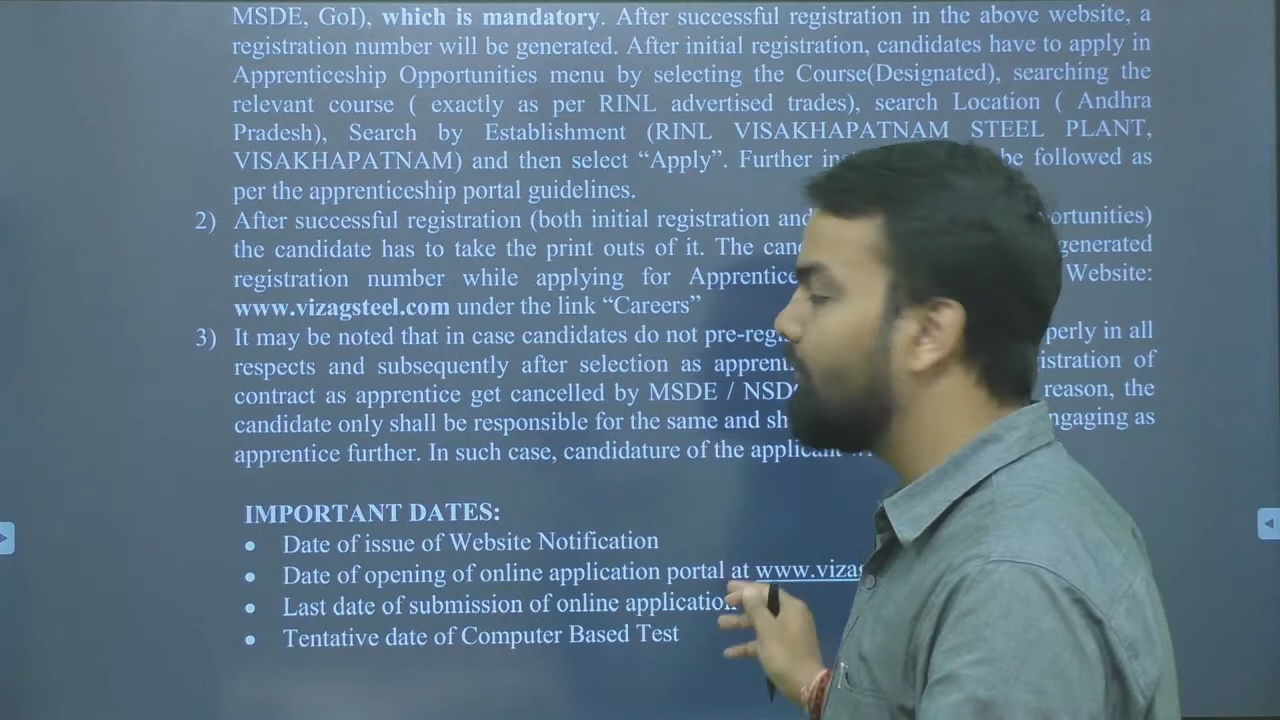 MSDE, GoI), which is mandatory. After successful registration in the above website, a
registration number will be generated. After initial registration, candidates have to apply in
Apprenticeship Opportunities menu by selecting the Course(Designated), searching the
relevant course ( exactly as per RINL advertised trades), search Location ( Andhra
Pradesh), Search by Establishment (RINL VISAKHAPATNAM STEEL PLANT,
VISAKHAPATNAM) and then select “Apply”. Further be followed as
per the apprenticeship portal guidelines.
2) After successful registration (both initial registration and
the candidate has to take the print outs of it. The generated
registration number while applying for Website:
www.vizagsteel.com under the link “Careers”
3) It may be noted that in case candidates do not in all
respects and subsequently after selection as of
contract as apprentice get cancelled by MSDE / reason, the
candidate only shall be responsible for the same and as
apprentice further. In such case, candidature of the
IMPORTANT DATES:
• Date of issue of Website Notification
• Date of opening of online application portal at
• Last date of submission of online application
• Tentative date of Computer Based Test